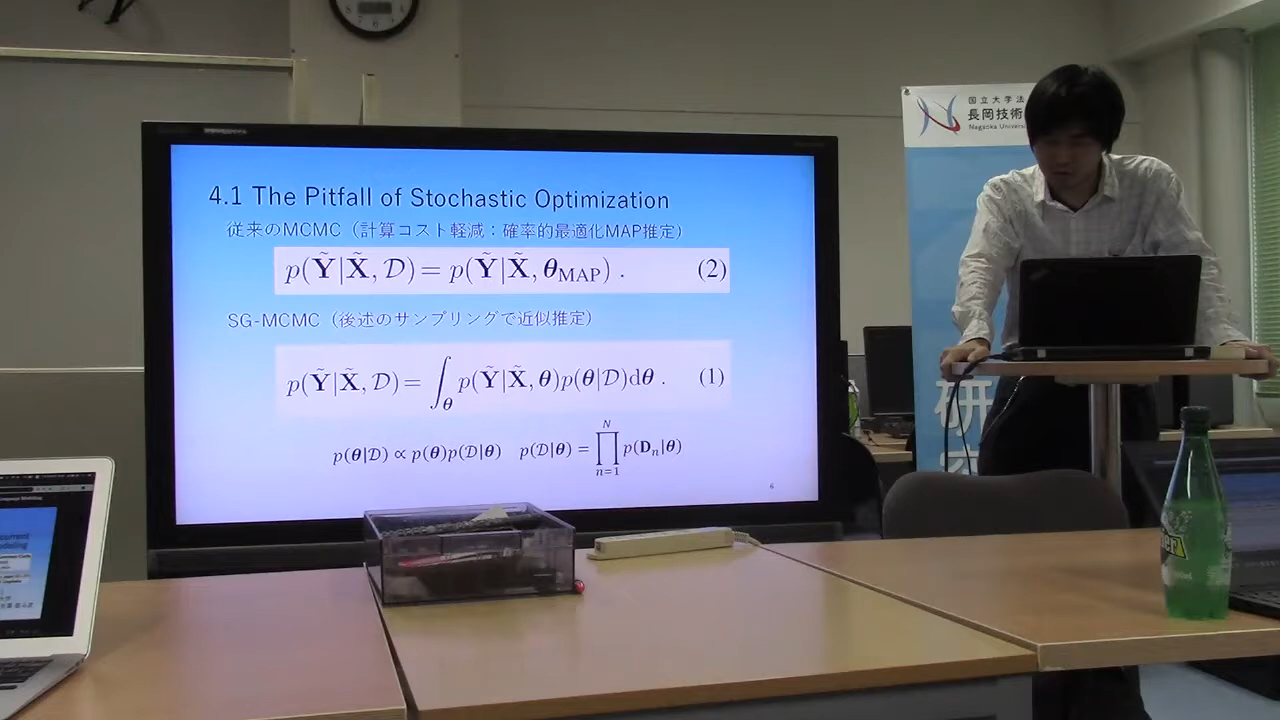 4.1 The Pitfall of Stochastic Optimization
従来のMCMC（計算コスト軽減：確率的最適化MAP推定）
p(Ỹ|X̃, 𝒟) = p(Ỹ|X̃, θ_MAP) . (2)
SG-MCMC（後述のサンプリングで近似推定）
p(Ỹ|X̃, 𝒟) = ∫_θ p(Ỹ|X̃, θ)p(θ|𝒟)dθ . (1)
p(θ|𝒟) ∝ p(θ)p(𝒟|θ) p(𝒟|θ) = ∏_{n=1}^{N} p(D_n|θ)
6
国立大学法
長岡技術
Nagaoka Univers
研